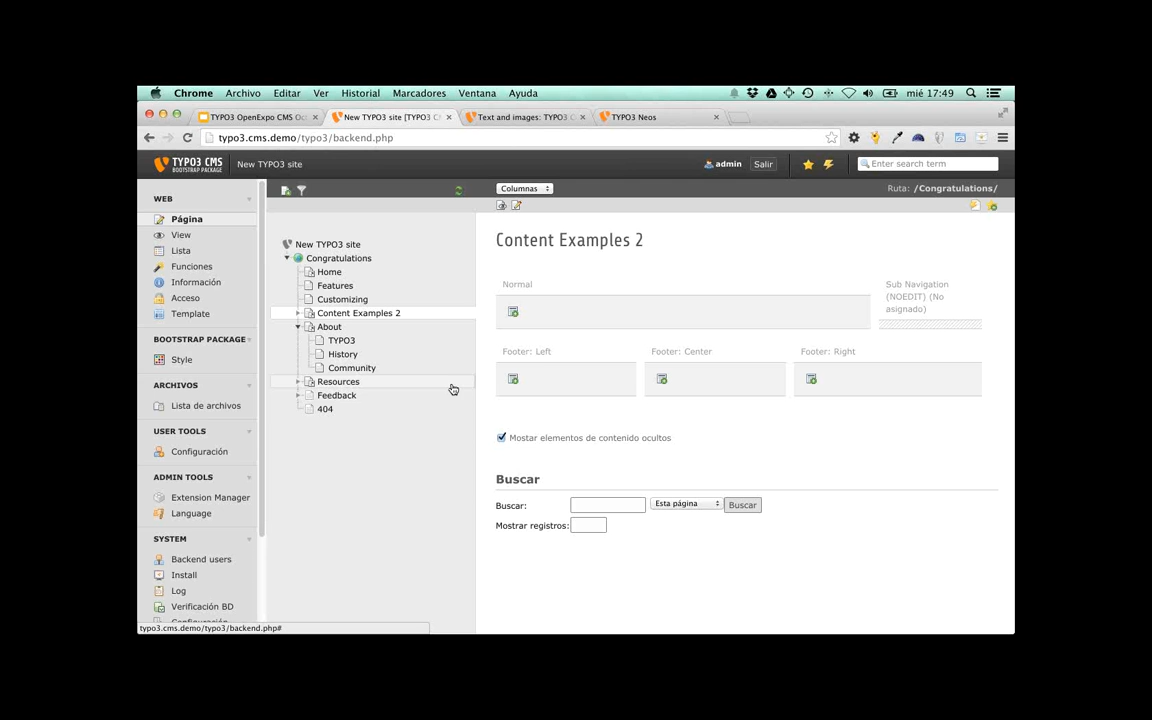 Chrome Archivo Editar Ver Historial Marcadores Ventana Ayuda mié 17:49
TYPO3 OpenExpo CMS Oc New TYPO3 site [TYPO3 C Text and images: TYPO3 C TYPO3 Neos
typo3.cms.demo/typo3/backend.php
TYPO3 CMS
BOOTSTRAP PACKAGE
New TYPO3 site
admin Salir Enter search term
Columnas
Ruta: /Congratulations/
WEB
Página
View
Lista
Funciones
Información
Acceso
Template
BOOTSTRAP PACKAGE
Style
ARCHIVOS
Lista de archivos
USER TOOLS
Configuración
ADMIN TOOLS
Extension Manager
Language
SYSTEM
Backend users
Install
Log
Verificación BD
Configuración
typo3.cms.demo/typo3/backend.php#
New TYPO3 site
Congratulations
Home
Features
Customizing
Content Examples 2
About
TYPO3
History
Community
Resources
Feedback
404
Content Examples 2
Normal
Sub Navigation
(NOEDIT) (No
asignado)
Footer: Left Footer: Center Footer: Right
Mostar elementos de contenido ocultos
Buscar
Buscar: Esta página Buscar
Mostrar registros: